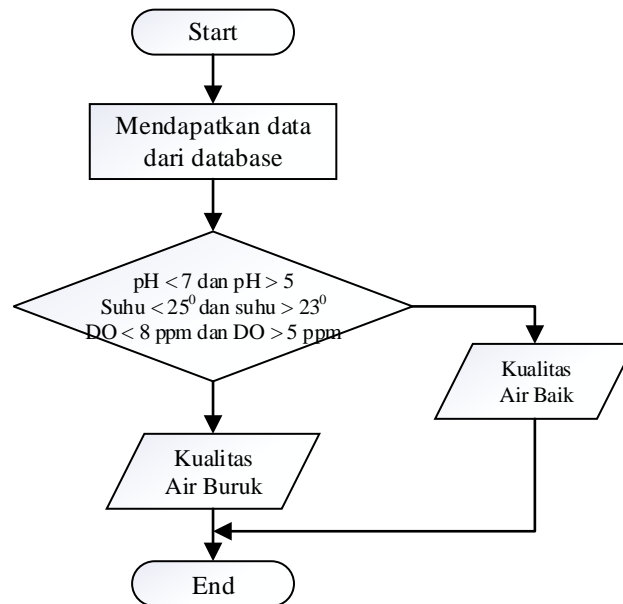 Start
Mendapatkan data
dari database
pH < 7 dan pH > 5
Suhu < 25⁰ dan suhu > 23⁰
DO < 8 ppm dan DO > 5 ppm
Kualitas
Air Baik
Kualitas
Air Buruk
End